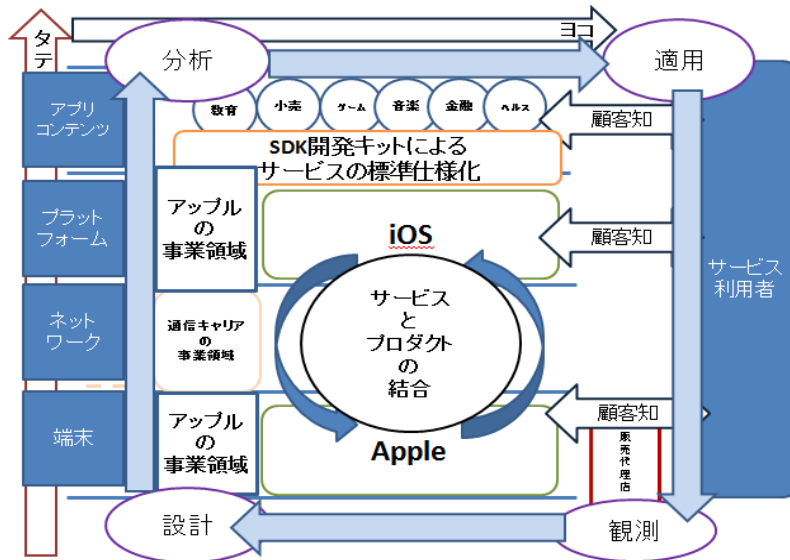 タテ
ヨコ
分析
適用
アプリ
コンテンツ
教育
小売
ゲーム
音楽
金融
ヘルス
顧客知
SDK開発キットによる
サービスの標準仕様化
プラット
フォーム
アップル
の
事業領域
iOS
顧客知
サービス
利用者
ネット
ワーク
通信キャリア
の
事業領域
サービス
と
プロダクト
の
結合
端末
アップル
の
事業領域
Apple
顧客知
販売代理店
設計
観測